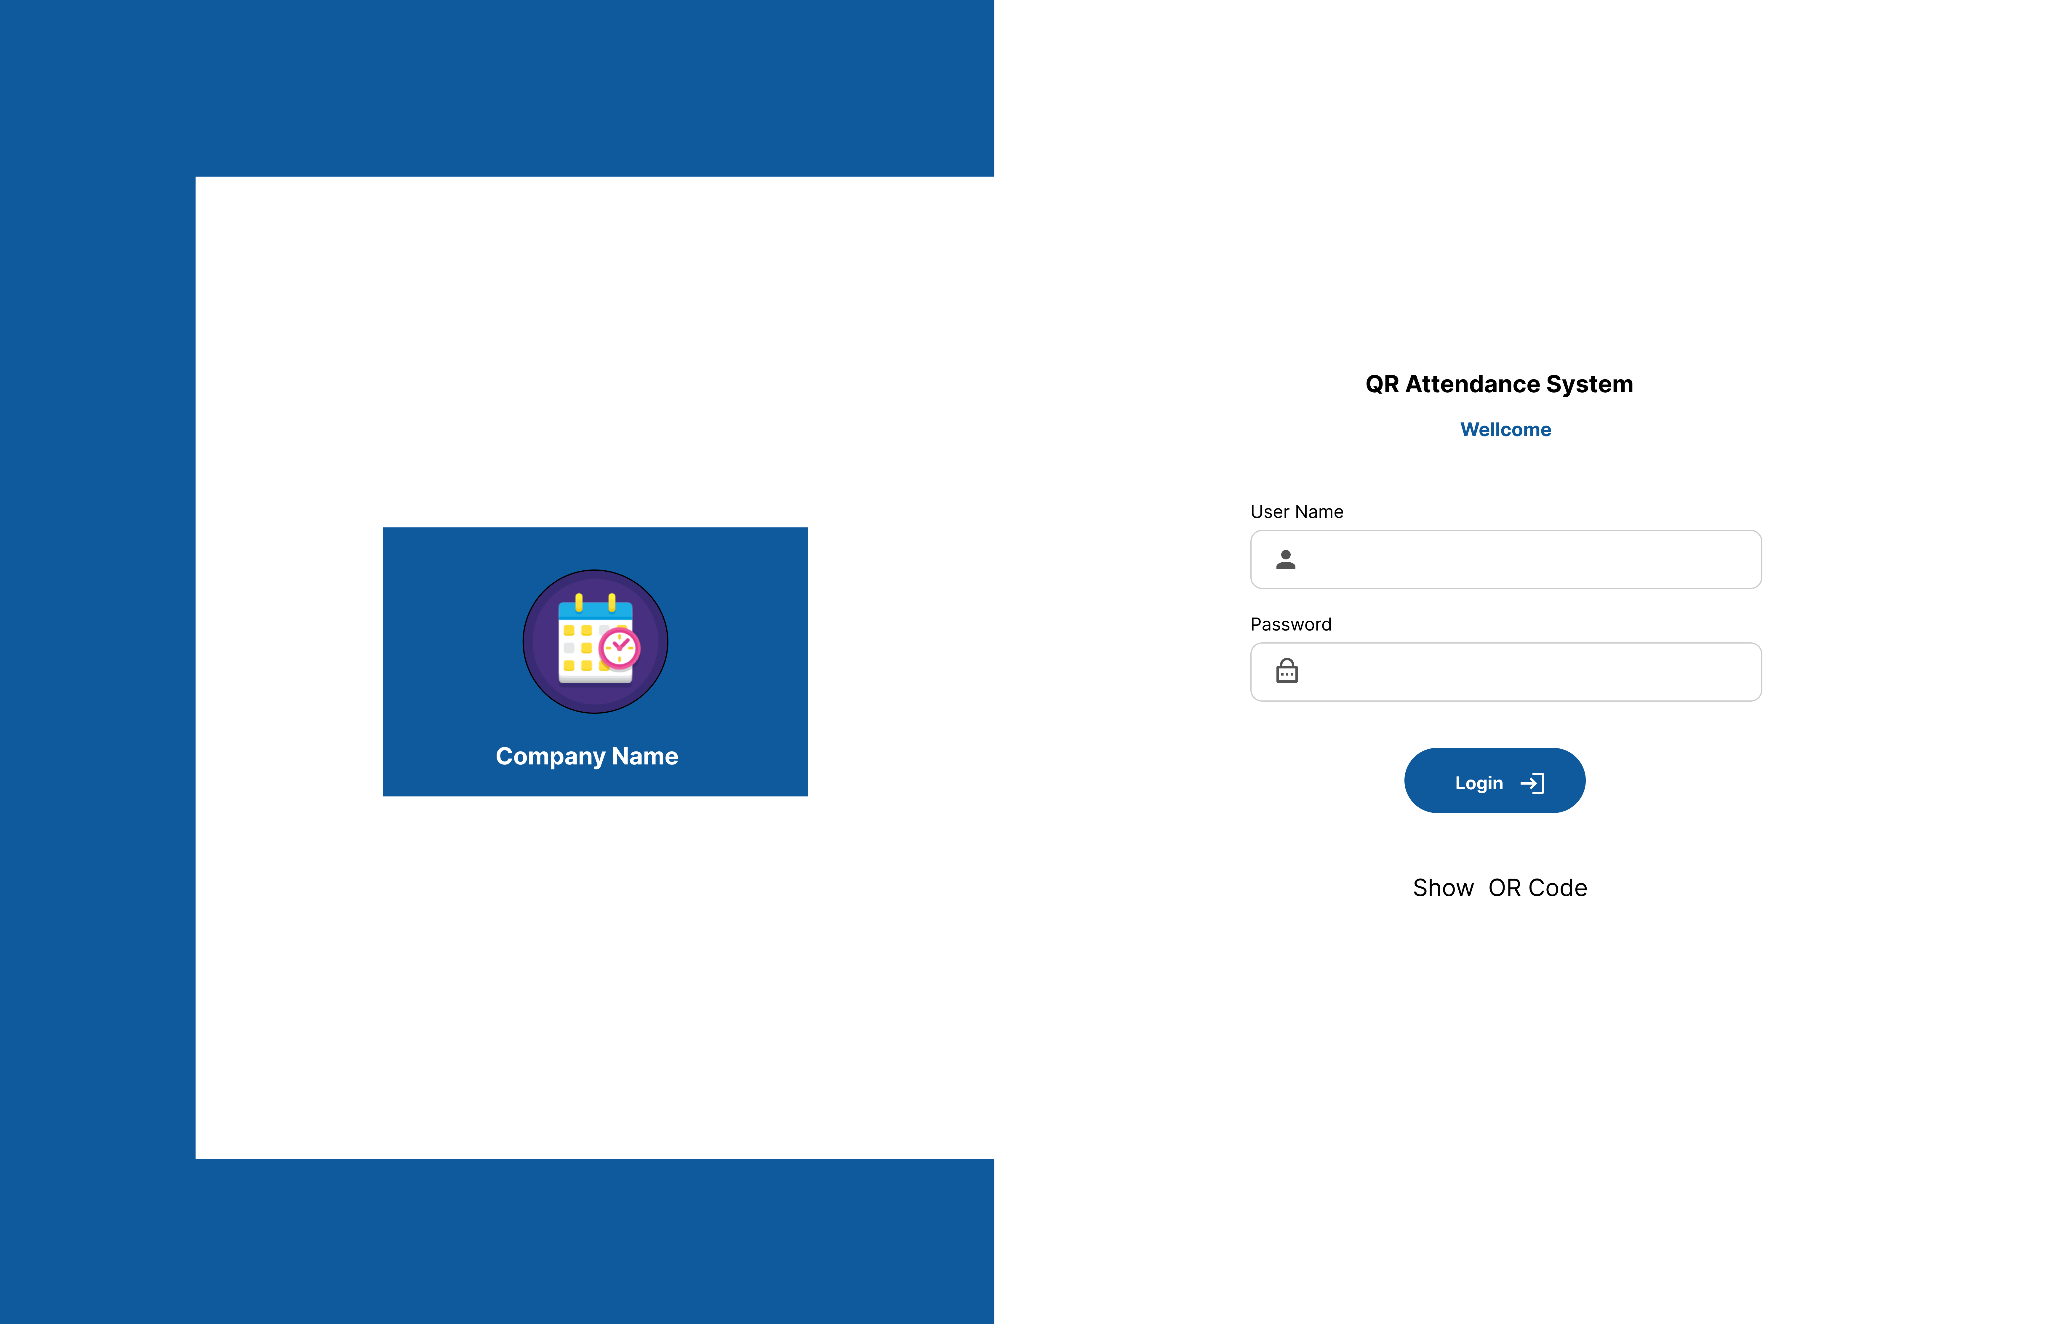 Company Name
QR Attendance System
Wellcome
User Name
Password
Login
Show OR Code